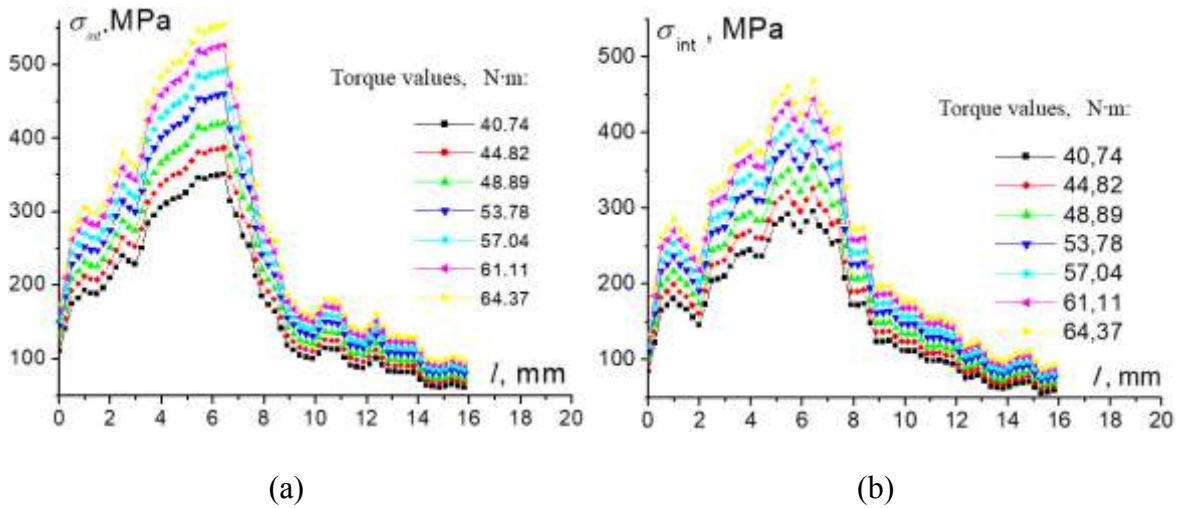 σint, MPa
500
400
300
200
100
0 2 4 6 8 10 12 14 16 18 20
l, mm
Torque values, N·m:
40.74
44.82
48.89
53.78
57.04
61.11
64.37
(a)
σint , MPa
500
400
300
200
100
0 2 4 6 8 10 12 14 16 18 20
l, mm
Torque values, N·m:
40,74
44,82
48,89
53,78
57,04
61,11
64,37
(b)